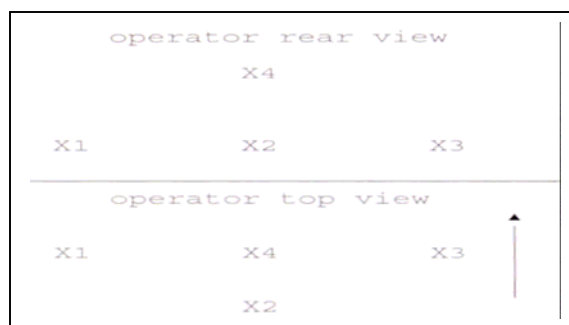 operator rear view
X4
X1 X2 X3
operator top view
X1 X4 X3
X2